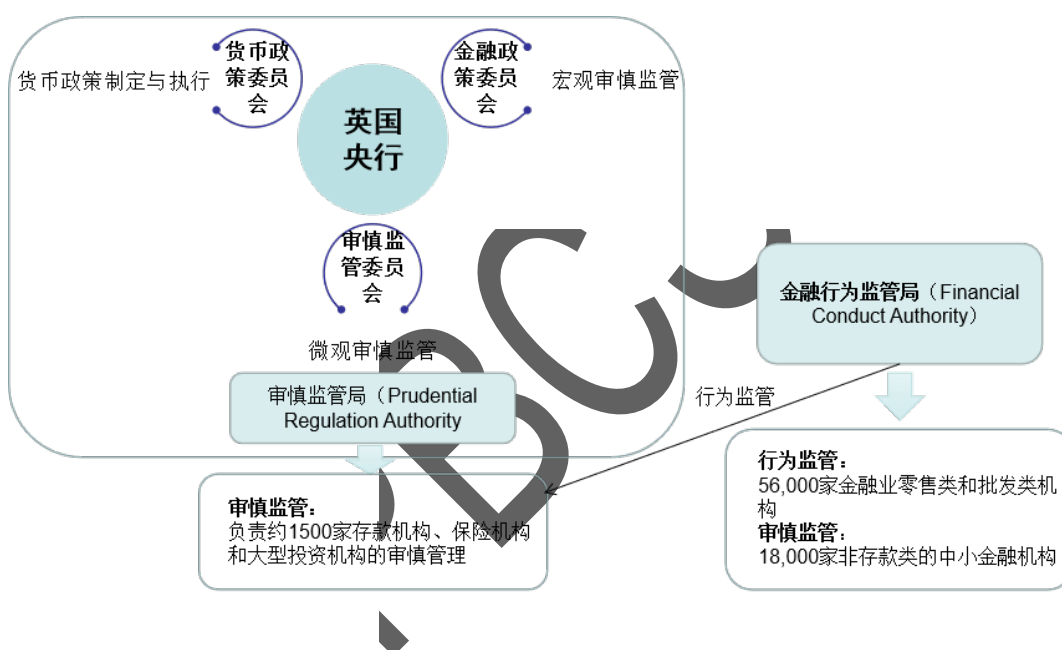 货币政
策委员
会
金融政
策委员
会
货币政策制定与执行
宏观审慎监管
英国
央行
审慎监
管委员
会
微观审慎监管
金融行为监管局（Financial
Conduct Authority）
审慎监管局（Prudential
Regulation Authority
行为监管
审慎监管：
负责约1500家存款机构、保险机构
和大型投资机构的审慎管理
行为监管：
56,000家金融业零售类和批发类机
构
审慎监管：
18,000家非存款类的中小金融机构